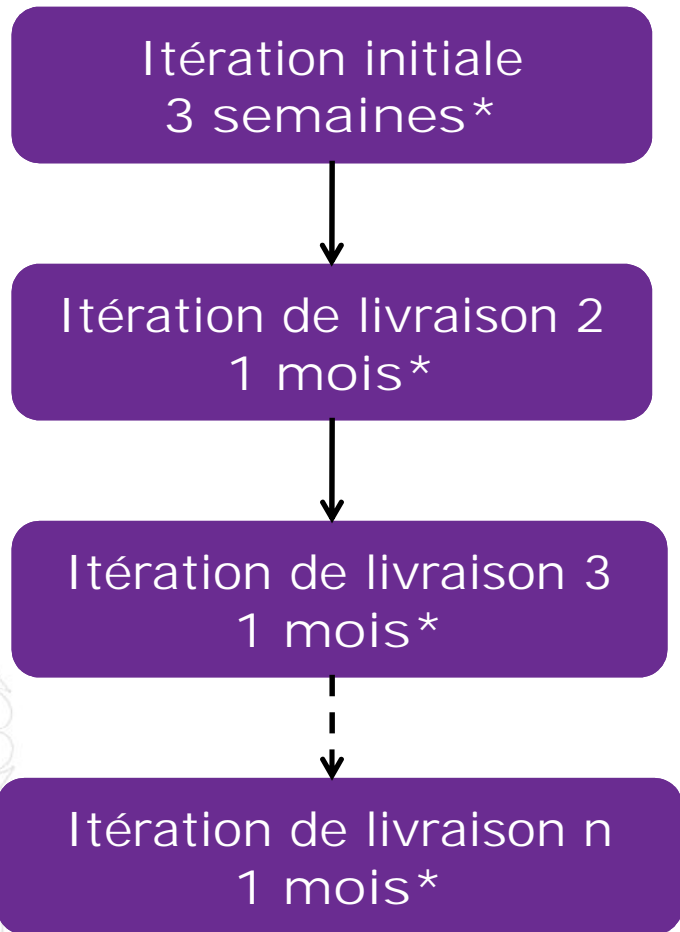 Itération initiale
3 semaines*
Itération de livraison 2
1 mois*
Itération de livraison 3
1 mois*
Itération de livraison n
1 mois*